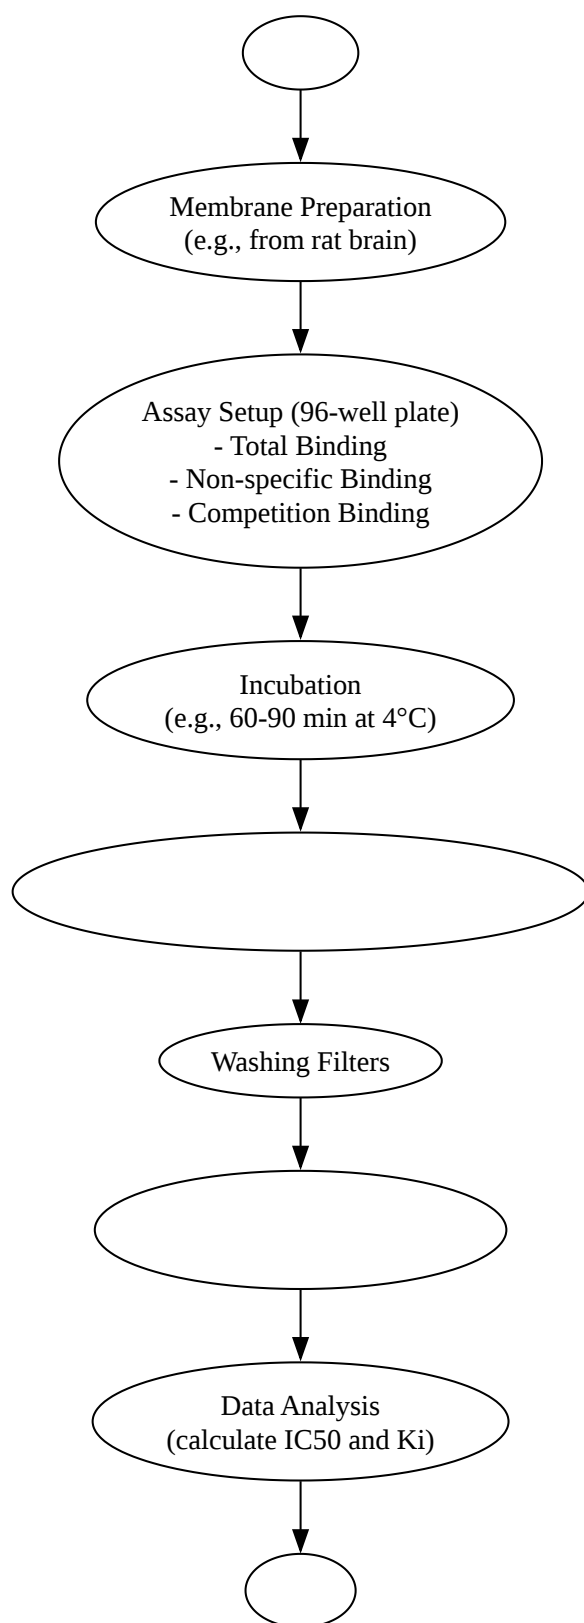 Membrane Preparation
(e.g., from rat brain)
Assay Setup (96-well plate)
- Total Binding
- Non-specific Binding
- Competition Binding
Incubation
(e.g., 60-90 min at 4°C)
Washing Filters
Data Analysis
(calculate IC50 and Ki)